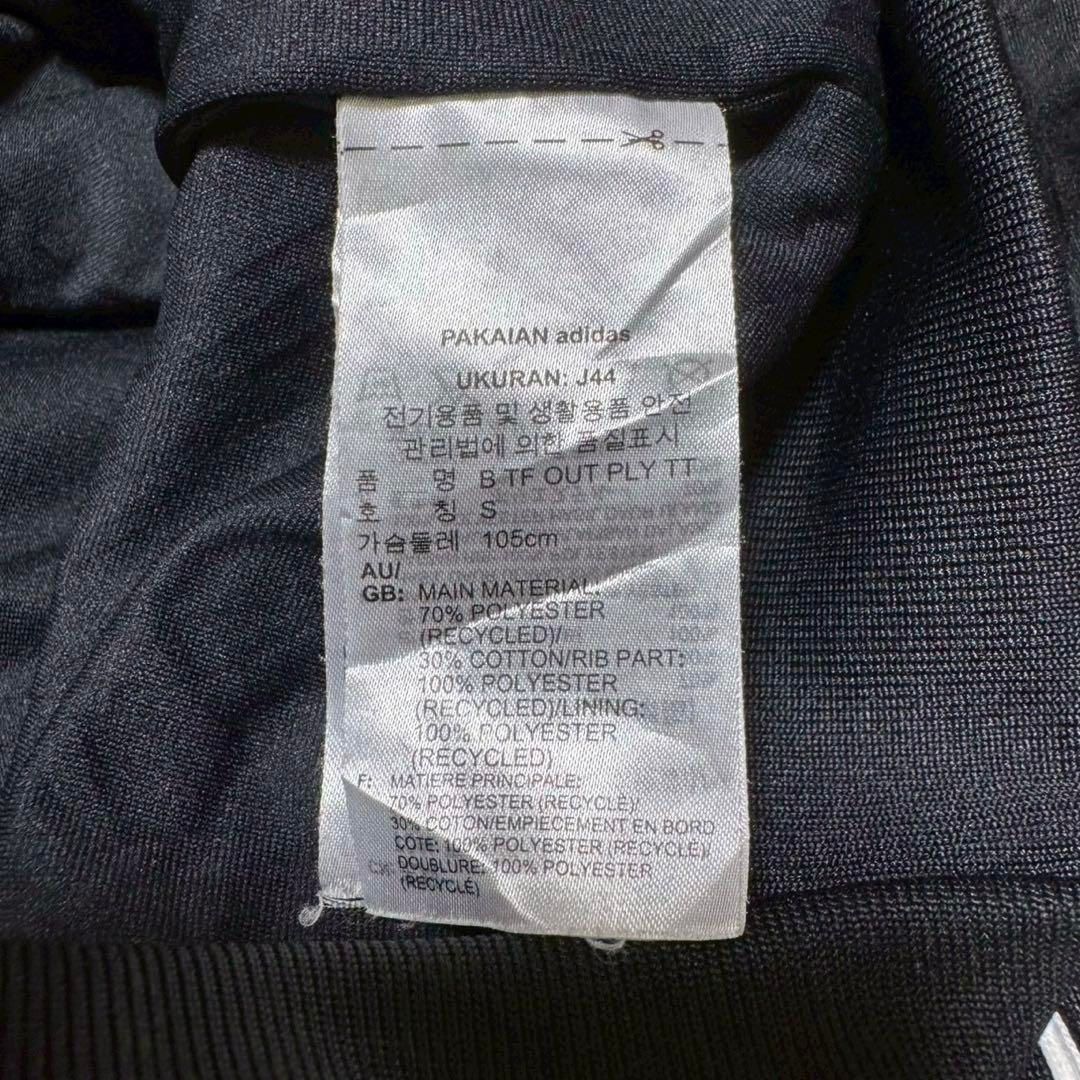 PAKAIAN adidas
UKURAN: J44
전기용품 및 생활용품 안전
관리법에 의한 품질표시
품 명 B TF OUT PLY TT
호 칭 S
가슴둘레 105cm
AU/
GB: MAIN MATERIAL:
70% POLYESTER
(RECYCLED)/
30% COTTON/RIB PART:
100% POLYESTER
(RECYCLED)/LINING:
100% POLYESTER
(RECYCLED)
F: MATIERE PRINCIPALE:
70% POLYESTER (RECYCLÉ)/
30% COTON/EMPIECEMENT EN BORD
COTE: 100% POLYESTER (RECYCLÉ)/
DOUBLURE: 100% POLYESTER
(RECYCLÉ)